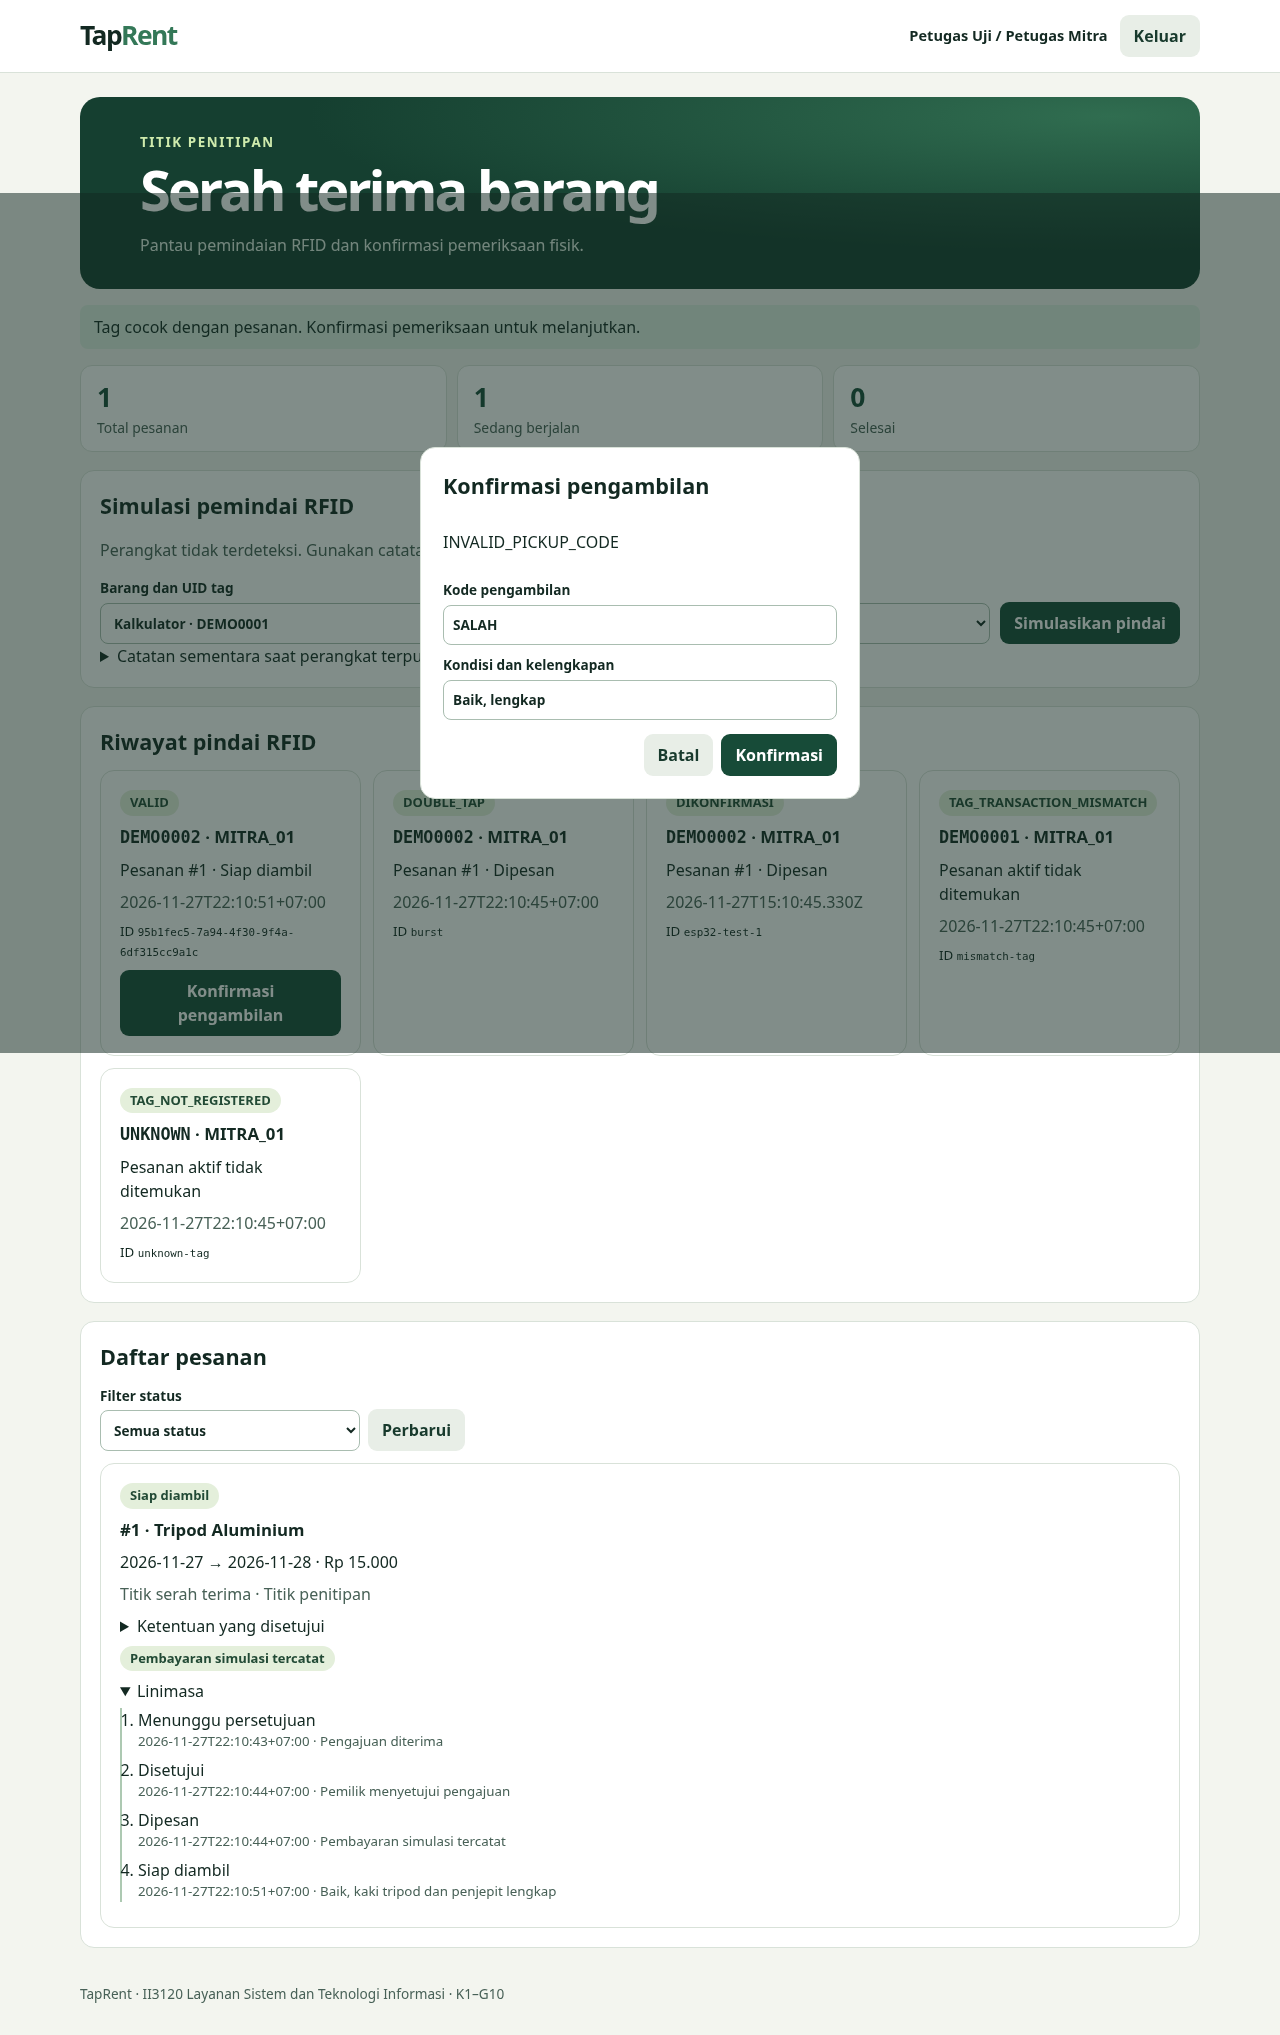 TapRent
Petugas Uji / Petugas Mitra
Keluar
TITIK PENITIPAN
Serah terima barang
Pantau pemindaian RFID dan konfirmasi pemeriksaan fisik.
Tag cocok dengan pesanan. Konfirmasi pemeriksaan untuk melanjutkan.
1
Total pesanan
1
Sedang berjalan
0
Selesai
Simulasi pemindai RFID
Perangkat tidak terdeteksi. Gunakan
Barang dan UID tag
Kalkulator · DEMO0001
Simulasikan pindai
Catatan sementara saat perangkat
Konfirmasi pengambilan
INVALID_PICKUP_CODE
Kode pengambilan
SALAH
Kondisi dan kelengkapan
Baik, lengkap
Batal
Konfirmasi
Riwayat pindai RFID
VALID
DEMO0002 · MITRA_01
Pesanan #1 · Siap diambil
2026-11-27T22:10:51+07:00
ID 95b1fec5-7a94-4f30-9f4a-
6df315cc9a1c
Konfirmasi
pengambilan
DOUBLE_TAP
DEMO0002 · MITRA_01
Pesanan #1 · Dipesan
2026-11-27T22:10:45+07:00
ID burst
DIKONFIRMASI
DEMO0002 · MITRA_01
Pesanan #1 · Dipesan
2026-11-27T15:10:45.330Z
ID esp32-test-1
TAG_TRANSACTION_MISMATCH
DEMO0001 · MITRA_01
Pesanan aktif tidak
ditemukan
2026-11-27T22:10:45+07:00
ID mismatch-tag
TAG_NOT_REGISTERED
UNKNOWN · MITRA_01
Pesanan aktif tidak
ditemukan
2026-11-27T22:10:45+07:00
ID unknown-tag
Daftar pesanan
Filter status
Semua status
Perbarui
Siap diambil
#1 · Tripod Aluminium
2026-11-27 → 2026-11-28 · Rp 15.000
Titik serah terima · Titik penitipan
Ketentuan yang disetujui
Pembayaran simulasi tercatat
Linimasa
1. Menunggu persetujuan
2026-11-27T22:10:43+07:00 · Pengajuan diterima
2. Disetujui
2026-11-27T22:10:44+07:00 · Pemilik menyetujui pengajuan
3. Dipesan
2026-11-27T22:10:44+07:00 · Pembayaran simulasi tercatat
4. Siap diambil
2026-11-27T22:10:51+07:00 · Baik, kaki tripod dan penjepit lengkap
TapRent · II3120 Layanan Sistem dan Teknologi Informasi · K1–G10